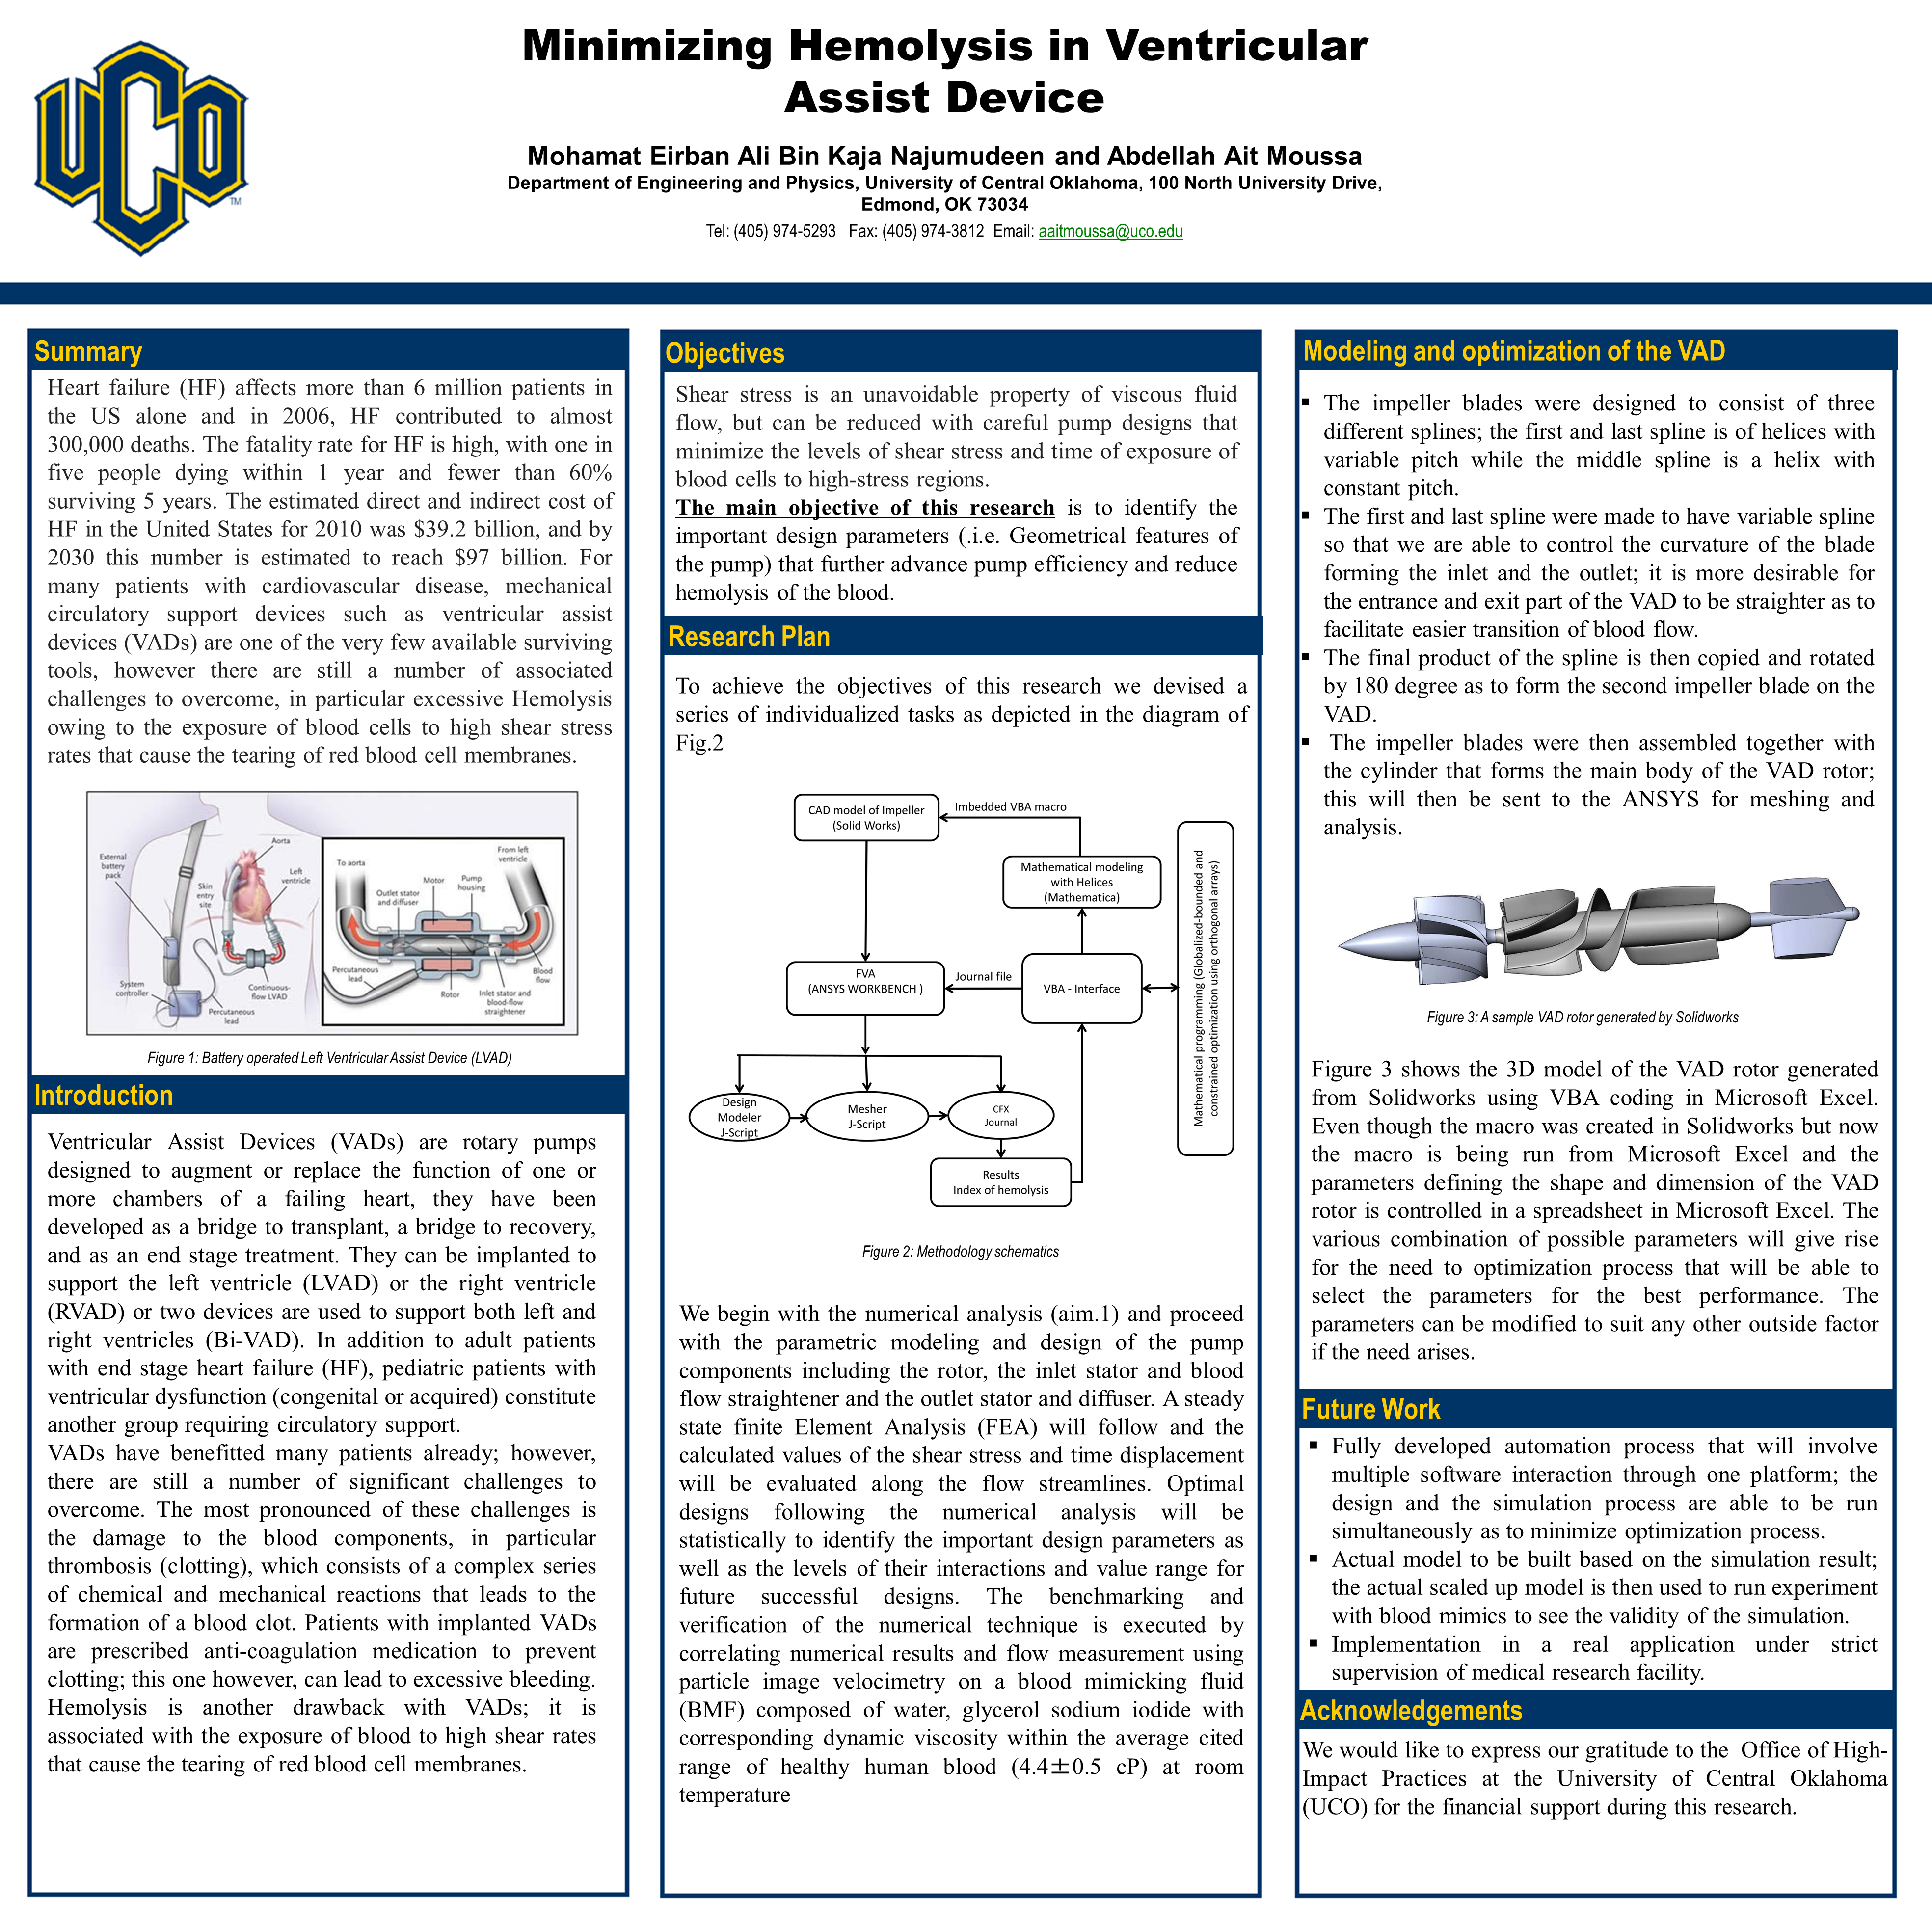 UCO
TM
Minimizing Hemolysis in Ventricular
Assist Device
Mohamat Eirban Ali Bin Kaja Najumudeen and Abdellah Ait Moussa
Department of Engineering and Physics, University of Central Oklahoma, 100 North University Drive,
Edmond, OK 73034
Tel: (405) 974-5293 Fax: (405) 974-3812 Email: aaitmoussa@uco.edu
Summary
Heart failure (HF) affects more than 6 million patients in
the US alone and in 2006, HF contributed to almost
300,000 deaths. The fatality rate for HF is high, with one in
five people dying within 1 year and fewer than 60%
surviving 5 years. The estimated direct and indirect cost of
HF in the United States for 2010 was $39.2 billion, and by
2030 this number is estimated to reach $97 billion. For
many patients with cardiovascular disease, mechanical
circulatory support devices such as ventricular assist
devices (VADs) are one of the very few available surviving
tools, however there are still a number of associated
challenges to overcome, in particular excessive Hemolysis
owing to the exposure of blood cells to high shear stress
rates that cause the tearing of red blood cell membranes.
External
battery
pack
Aorta
Left
ventricle
Skin
entry
site
System
controller
Percutaneous
lead
Continuous-
flow LVAD
To aorta
From left
ventricle
Motor
Pump
housing
Outlet stator
and diffuser
Percutaneous
lead
Rotor
Inlet stator and
blood-flow
straightener
Blood
flow
Figure 1: Battery operated Left Ventricular Assist Device (LVAD)
Introduction
Ventricular Assist Devices (VADs) are rotary pumps
designed to augment or replace the function of one or
more chambers of a failing heart, they have been
developed as a bridge to transplant, a bridge to recovery,
and as an end stage treatment. They can be implanted to
support the left ventricle (LVAD) or the right ventricle
(RVAD) or two devices are used to support both left and
right ventricles (Bi-VAD). In addition to adult patients
with end stage heart failure (HF), pediatric patients with
ventricular dysfunction (congenital or acquired) constitute
another group requiring circulatory support.
VADs have benefitted many patients already; however,
there are still a number of significant challenges to
overcome. The most pronounced of these challenges is
the damage to the blood components, in particular
thrombosis (clotting), which consists of a complex series
of chemical and mechanical reactions that leads to the
formation of a blood clot. Patients with implanted VADs
are prescribed anti-coagulation medication to prevent
clotting; this one however, can lead to excessive bleeding.
Hemolysis is another drawback with VADs; it is
associated with the exposure of blood to high shear rates
that cause the tearing of red blood cell membranes.
Objectives
Shear stress is an unavoidable property of viscous fluid
flow, but can be reduced with careful pump designs that
minimize the levels of shear stress and time of exposure of
blood cells to high-stress regions.
The main objective of this research is to identify the
important design parameters (.i.e. Geometrical features of
the pump) that further advance pump efficiency and reduce
hemolysis of the blood.
Research Plan
To achieve the objectives of this research we devised a
series of individualized tasks as depicted in the diagram of
Fig.2
CAD model of Impeller
(Solid Works)
Imbedded VBA macro
Mathematical modeling
with Helices
(Mathematica)
FVA
(ANSYS WORKBENCH )
Journal file
VBA - Interface
Mathematical programming (Globalized-bounded and
constrained optimization using orthogonal arrays)
Design
Modeler
J-Script
Mesher
J-Script
CFX
Journal
Results
Index of hemolysis
Figure 2: Methodology schematics
We begin with the numerical analysis (aim.1) and proceed
with the parametric modeling and design of the pump
components including the rotor, the inlet stator and blood
flow straightener and the outlet stator and diffuser. A steady
state finite Element Analysis (FEA) will follow and the
calculated values of the shear stress and time displacement
will be evaluated along the flow streamlines. Optimal
designs following the numerical analysis will be
statistically to identify the important design parameters as
well as the levels of their interactions and value range for
future successful designs. The benchmarking and
verification of the numerical technique is executed by
correlating numerical results and flow measurement using
particle image velocimetry on a blood mimicking fluid
(BMF) composed of water, glycerol sodium iodide with
corresponding dynamic viscosity within the average cited
range of healthy human blood (4.4±0.5 cP) at room
temperature
Modeling and optimization of the VAD
▪ The impeller blades were designed to consist of three
different splines; the first and last spline is of helices with
variable pitch while the middle spline is a helix with
constant pitch.
▪ The first and last spline were made to have variable spline
so that we are able to control the curvature of the blade
forming the inlet and the outlet; it is more desirable for
the entrance and exit part of the VAD to be straighter as to
facilitate easier transition of blood flow.
▪ The final product of the spline is then copied and rotated
by 180 degree as to form the second impeller blade on the
VAD.
▪ The impeller blades were then assembled together with
the cylinder that forms the main body of the VAD rotor;
this will then be sent to the ANSYS for meshing and
analysis.
Figure 3: A sample VAD rotor generated by Solidworks
Figure 3 shows the 3D model of the VAD rotor generated
from Solidworks using VBA coding in Microsoft Excel.
Even though the macro was created in Solidworks but now
the macro is being run from Microsoft Excel and the
parameters defining the shape and dimension of the VAD
rotor is controlled in a spreadsheet in Microsoft Excel. The
various combination of possible parameters will give rise
for the need to optimization process that will be able to
select the parameters for the best performance. The
parameters can be modified to suit any other outside factor
if the need arises.
Future Work
▪ Fully developed automation process that will involve
multiple software interaction through one platform; the
design and the simulation process are able to be run
simultaneously as to minimize optimization process.
▪ Actual model to be built based on the simulation result;
the actual scaled up model is then used to run experiment
with blood mimics to see the validity of the simulation.
▪ Implementation in a real application under strict
supervision of medical research facility.
Acknowledgements
We would like to express our gratitude to the Office of High-
Impact Practices at the University of Central Oklahoma
(UCO) for the financial support during this research.